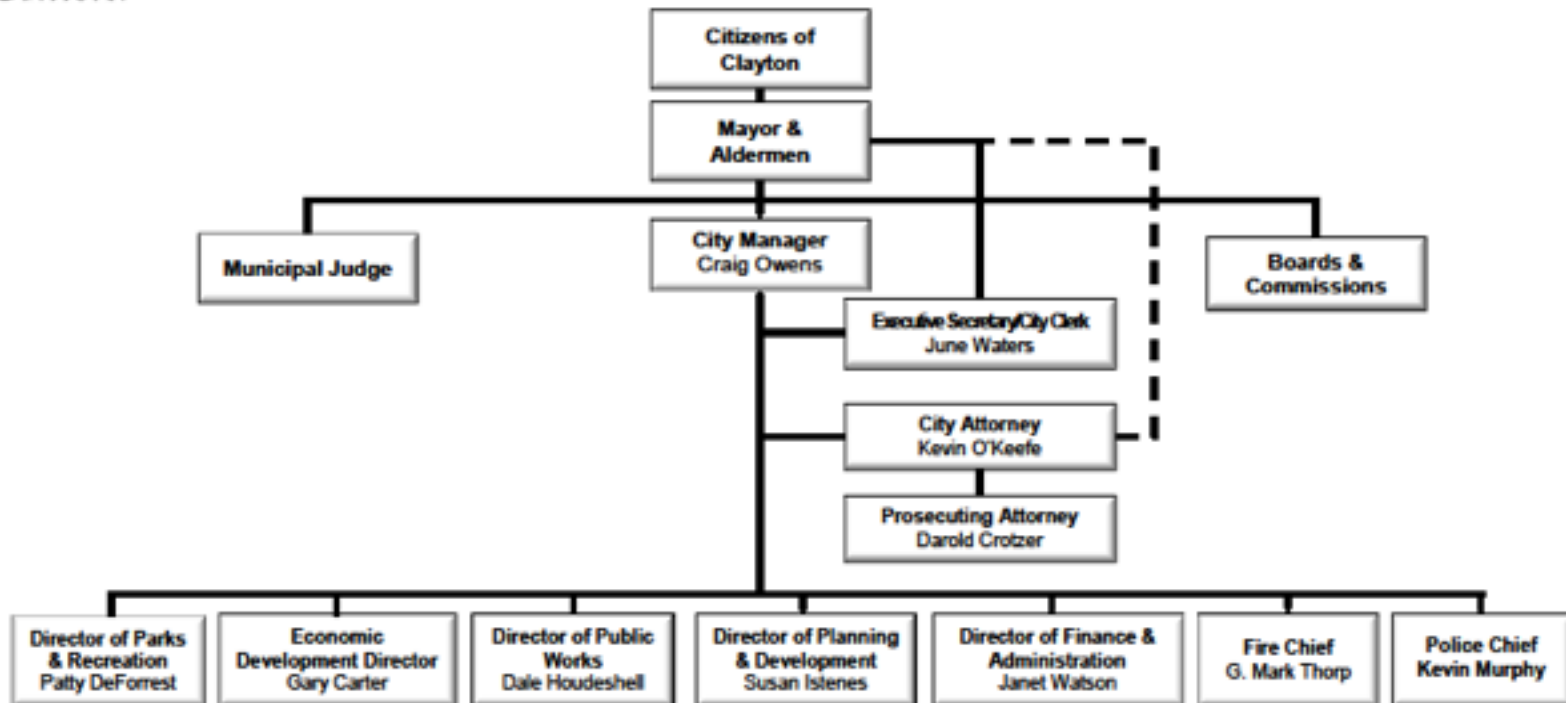 Citizens of
Clayton
Mayor &
Aldermen
Municipal Judge
City Manager
Craig Owens
Boards &
Commissions
Executive Secretary/City Clerk
June Waters
City Attorney
Kevin O'Keefe
Prosecuting Attorney
Darold Crotzer
Director of Parks
& Recreation
Patty DeForrest
Economic
Development Director
Gary Carter
Director of Public
Works
Dale Houdeshell
Director of Planning
& Development
Susan Istenes
Director of Finance &
Administration
Janet Watson
Fire Chief
G. Mark Thorp
Police Chief
Kevin Murphy